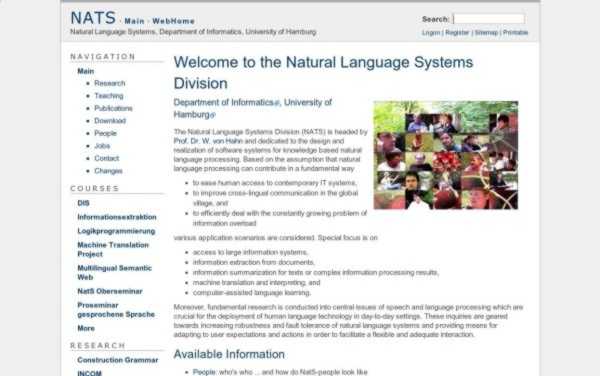 NATS · Main · WebHome
Search:
Natural Language Systems, Department of Informatics, University of Hamburg
Logon | Register | Sitemap | Printable
NAVIGATION
Main
Research
Teaching
Publications
Download
People
Jobs
Contact
Changes
COURSES
DIS
Informationsextraktion
Logikprogrammierung
Machine Translation
Project
Multilingual Semantic
Web
NatS Oberseminar
Proseminar
gesprochene Sprache
More
RESEARCH
Construction Grammar
INCOM
Welcome to the Natural Language Systems
Division
Department of Informatics, University of
Hamburg
The Natural Language Systems Division (NATS) is headed by
Prof. Dr. W. von Hahn and dedicated to the design and
realization of software systems for knowledge based natural
language processing. Based on the assumption that natural
language processing can contribute in a fundamental way
to ease human access to contemporary IT systems,
to improve cross-lingual communication in the global
village, and
to efficiently deal with the constantly growing problem of
information overload
various application scenarios are considered. Special focus is on
access to large information systems,
information extraction from documents,
information summarization for texts or complex information processing results,
machine translation and interpreting, and
computer-assisted language learning.
Moreover, fundamental research is conducted into central issues of speech and language processing which are
crucial for the deployment of human language technology in day-to-day settings. These inquiries are geared
towards increasing robustness and fault tolerance of natural language systems and providing means for
adapting to user expectations and actions in order to facilitate a flexible and adequate interaction.
Available Information
People: who's who ... and how do NatS-people look like